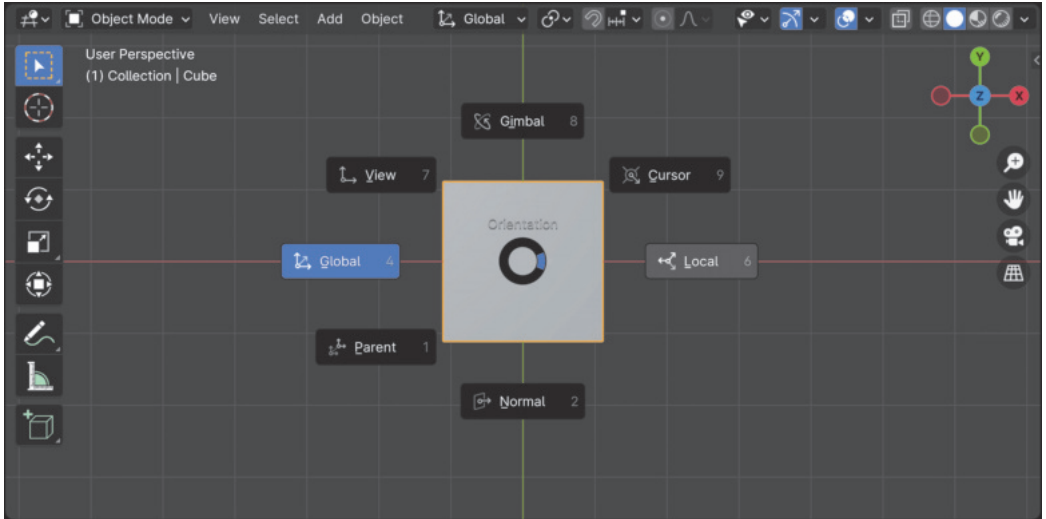 Object Mode View Select Add Object Global
User Perspective
(1) Collection | Cube
Y
Z
X
Gimbal 8
View 7
Cursor 9
Orientation
Global 4
Local 6
Parent 1
Normal 2